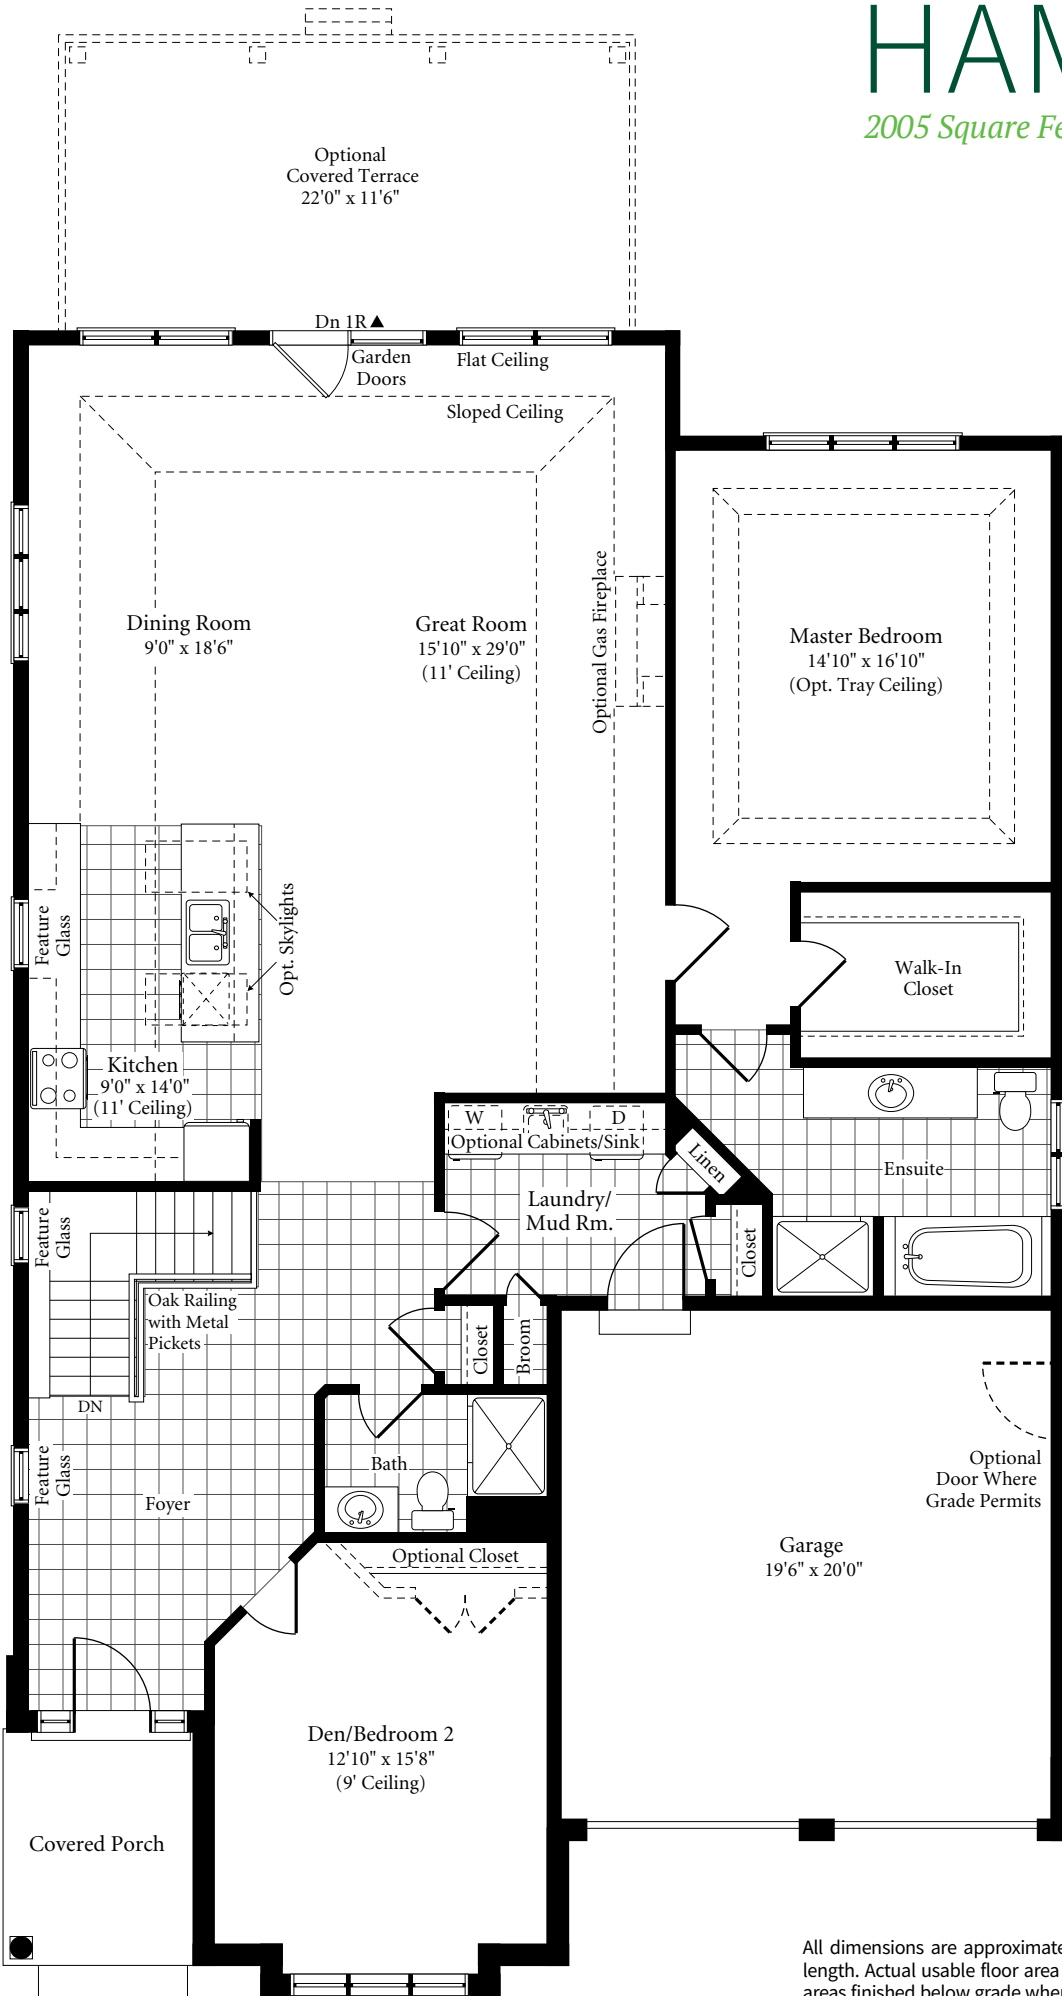 HAM
2005 Square Fe
Optional
Covered Terrace
22'0" x 11'6"
Dn 1R
Garden
Doors
Flat Ceiling
Sloped Ceiling
Dining Room
9'0" x 18'6"
Great Room
15'10" x 29'0"
(11' Ceiling)
Optional Gas Fireplace
Master Bedroom
14'10" x 16'10"
(Opt. Tray Ceiling)
Feature
Glass
Opt. Skylights
Walk-In
Closet
Kitchen
9'0" x 14'0"
(11' Ceiling)
W
D
Optional Cabinets/Sink
Linen
Ensuite
Laundry/
Mud Rm.
Feature
Glass
Closet
Oak Railing
with Metal
Pickets
Closet
Broom
DN
Feature
Glass
Bath
Foyer
Optional
Door Where
Grade Permits
Optional Closet
Garage
19'6" x 20'0"
Den/Bedroom 2
12'10" x 15'8"
(9' Ceiling)
Covered Porch
All dimensions are approximate
length. Actual usable floor area
areas finished below grade wher